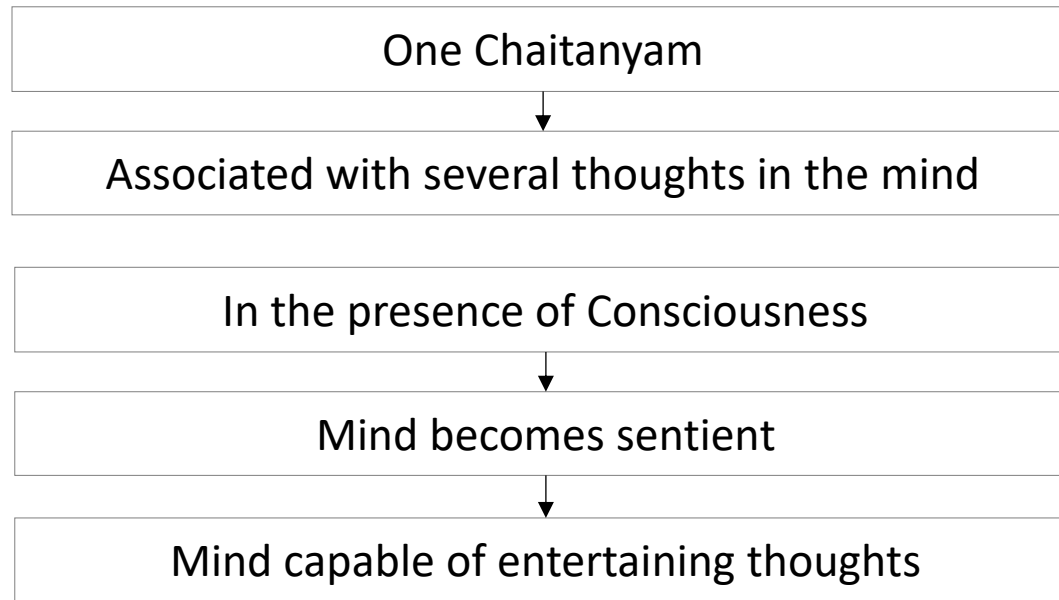 One Chaitanyam
Associated with several thoughts in the mind
In the presence of Consciousness
Mind becomes sentient
Mind capable of entertaining thoughts